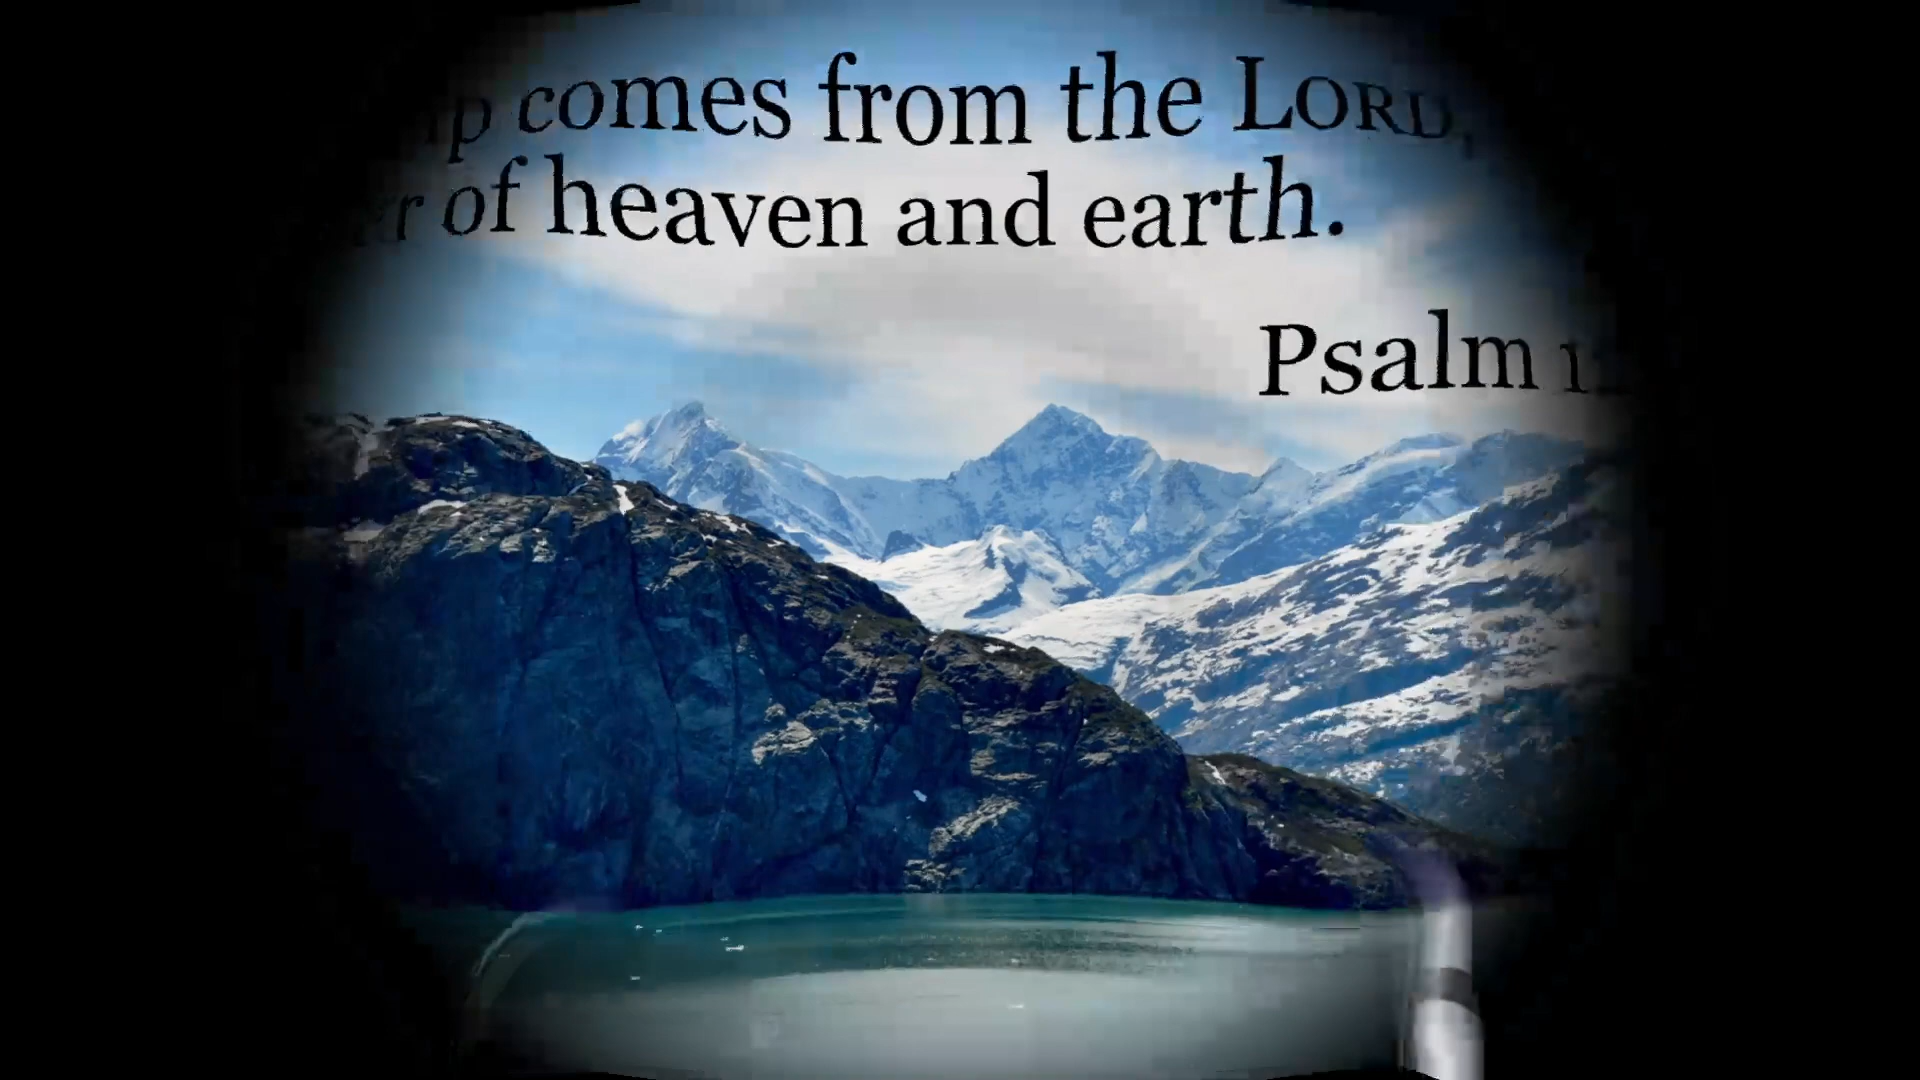 comes from the LORD,
of heaven and earth.
Psalm